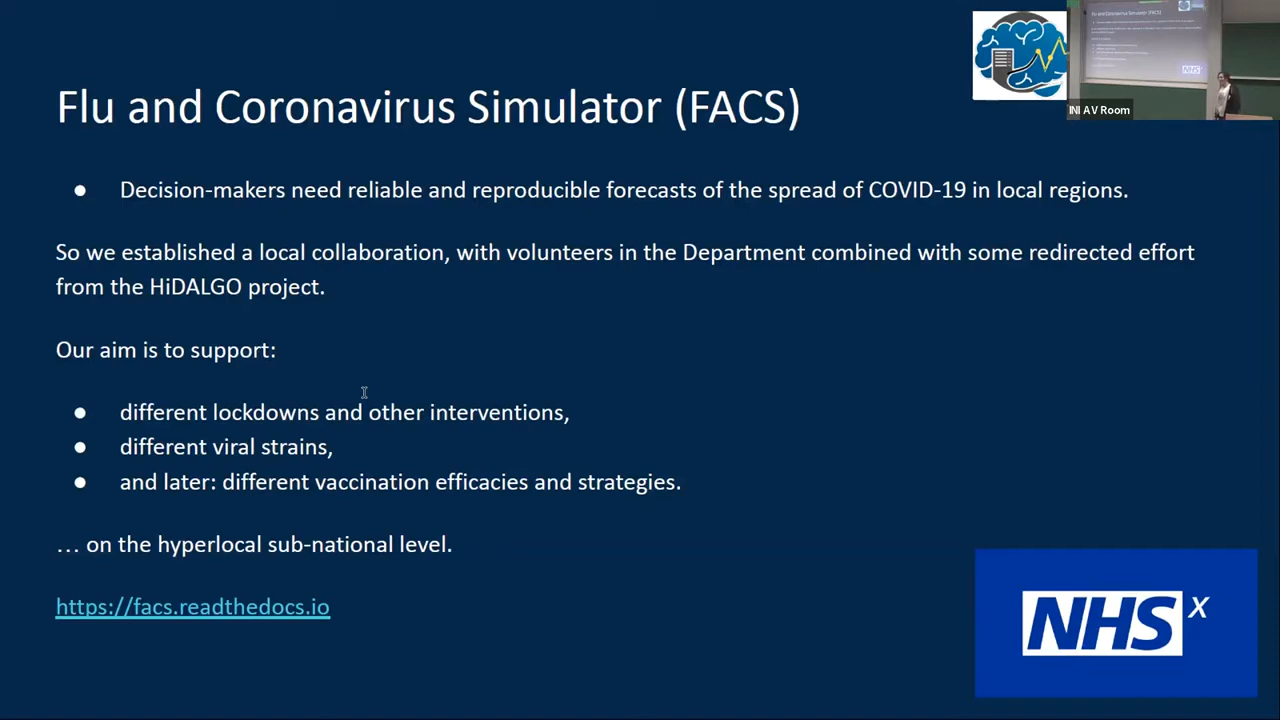 Flu and Coronavirus Simulator (FACS)
INI AV Room
● Decision-makers need reliable and reproducible forecasts of the spread of COVID-19 in local regions.
So we established a local collaboration, with volunteers in the Department combined with some redirected effort
from the HiDALGO project.
Our aim is to support:
● different lockdowns and other interventions,
● different viral strains,
● and later: different vaccination efficacies and strategies.
… on the hyperlocal sub-national level.
https://facs.readthedocs.io
NHS X